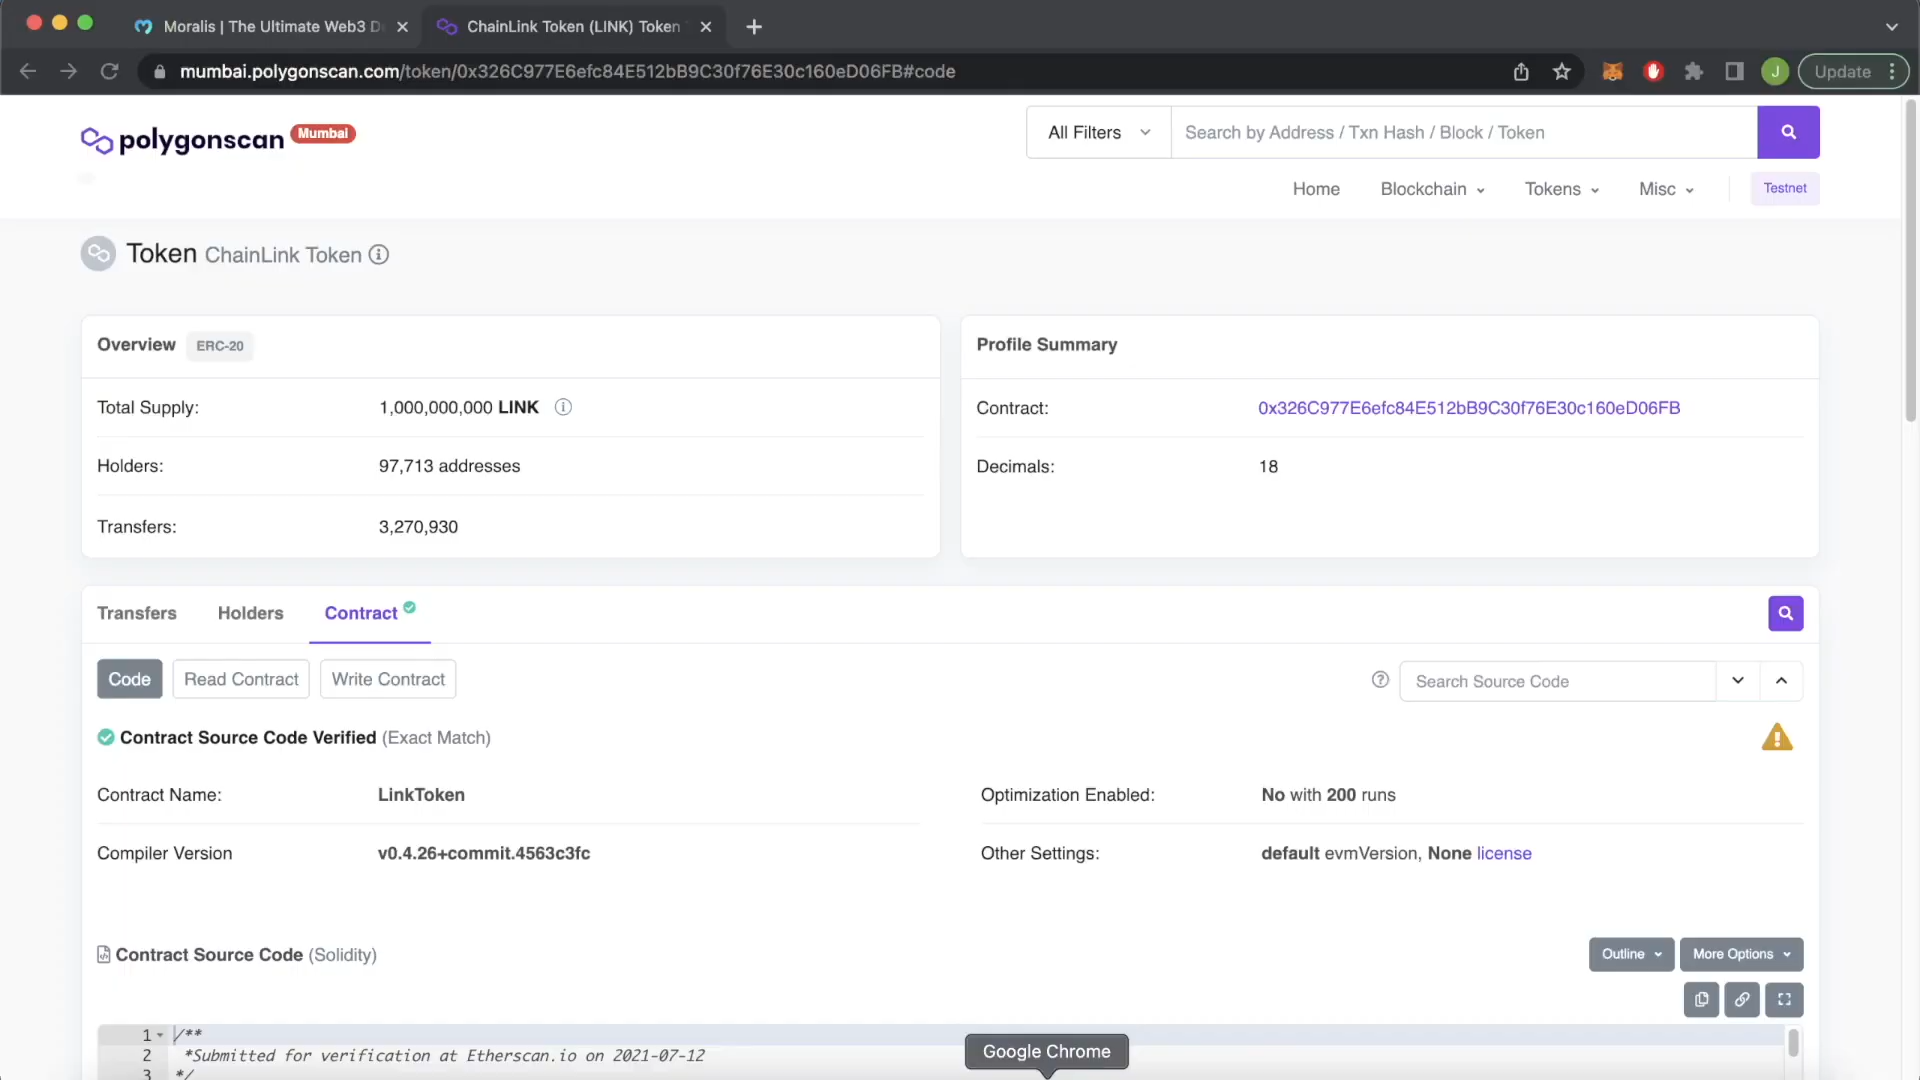 Moralis | The Ultimate Web3 D
ChainLink Token (LINK) Token
mumbai.polygonscan.com/token/0x326C977E6efc84E512bB9C30f76E30c160eD06FB#code
J
Update
polygonscan Mumbai
All Filters
Search by Address / Txn Hash / Block / Token
Home Blockchain Tokens Misc Testnet
Token ChainLink Token
Overview ERC-20
Total Supply: 1,000,000,000 LINK
Holders: 97,713 addresses
Transfers: 3,270,930
Profile Summary
Contract: 0x326C977E6efc84E512bB9C30f76E30c160eD06FB
Decimals: 18
Transfers Holders Contract
Code Read Contract Write Contract
Search Source Code
Contract Source Code Verified (Exact Match)
Contract Name: LinkToken
Optimization Enabled: No with 200 runs
Compiler Version v0.4.26+commit.4563c3fc
Other Settings: default evmVersion, None license
Contract Source Code (Solidity)
Outline More Options
1 /**
2 *Submitted for verification at Etherscan.io on 2021-07-12
3 */
Google Chrome